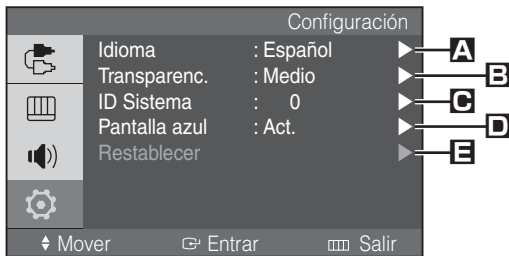 Configuración
Idioma : Español A
Transparenc. : Medio B
ID Sistema : 0 C
Pantalla azul : Act. D
Restablecer E
Mover Entrar Salir